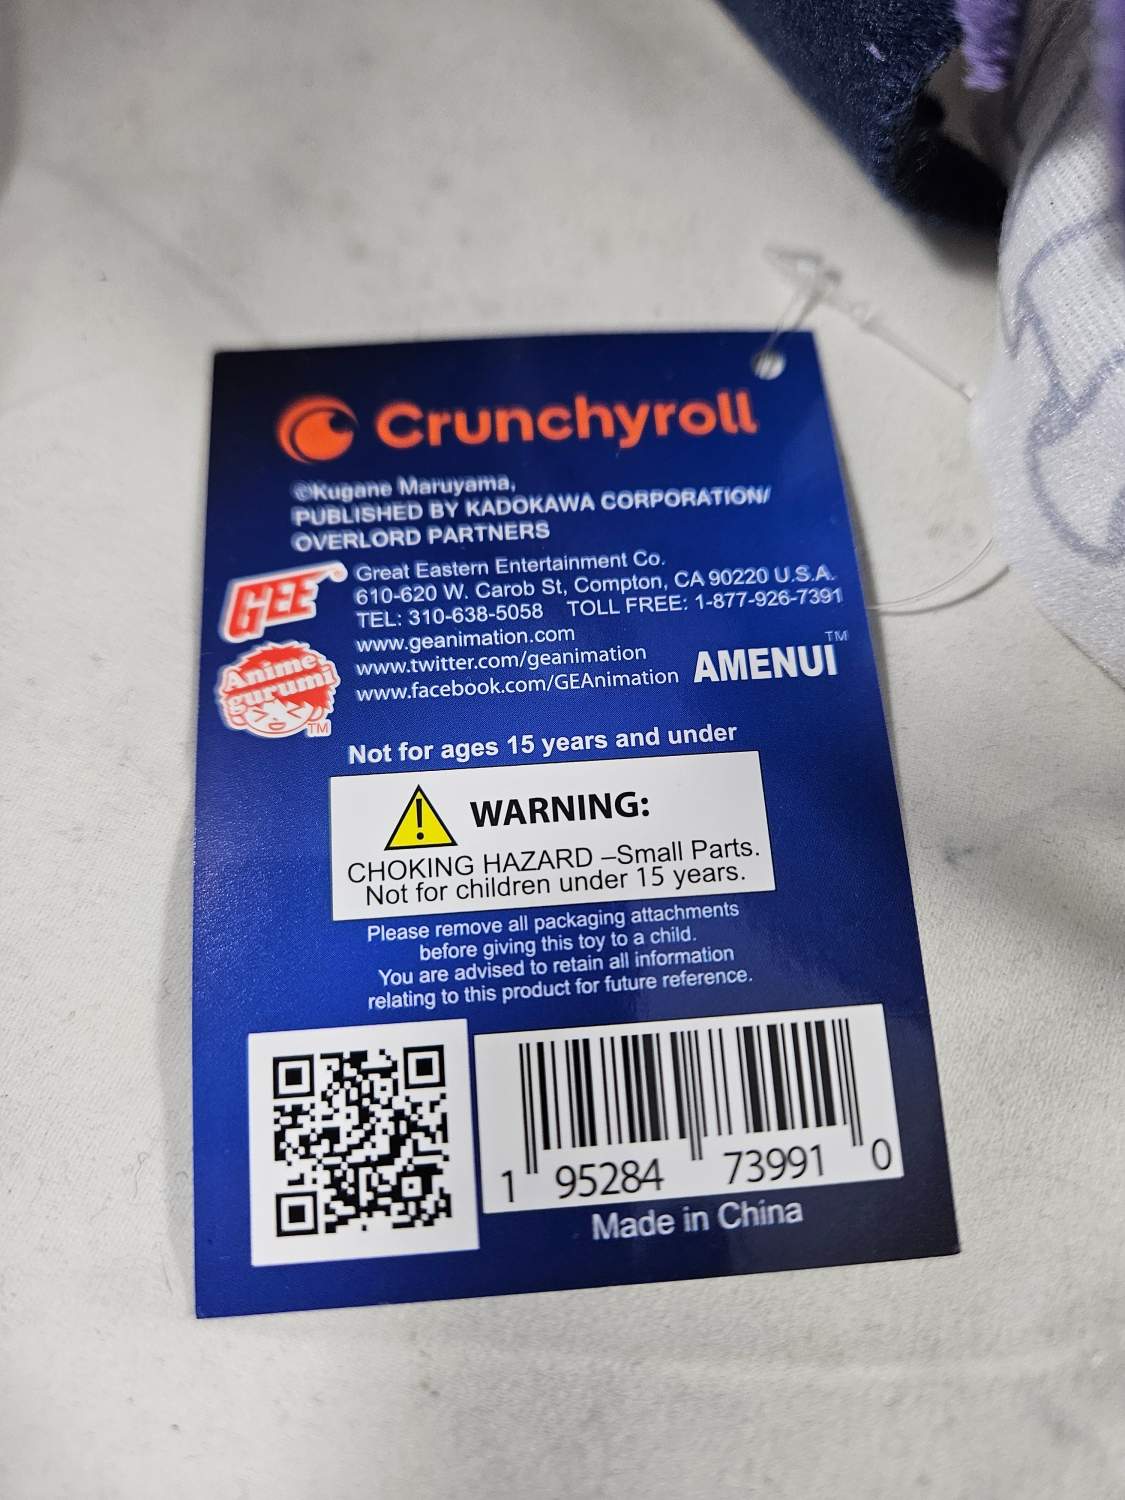 Crunchyroll
©Kugane Maruyama,
PUBLISHED BY KADOKAWA CORPORATION/
OVERLORD PARTNERS
GEE
Great Eastern Entertainment Co.
610-620 W. Carob St, Compton, CA 90220 U.S.A.
TEL: 310-638-5058 TOLL FREE: 1-877-926-7391
www.geanimation.com
www.twitter.com/geanimation
www.facebook.com/GEAnimation
AMENUI™
Anime
gurumi
TM
Not for ages 15 years and under
WARNING:
CHOKING HAZARD –Small Parts.
Not for children under 15 years.
Please remove all packaging attachments
before giving this toy to a child.
You are advised to retain all information
relating to this product for future reference.
1 95284 73991 0
Made in China